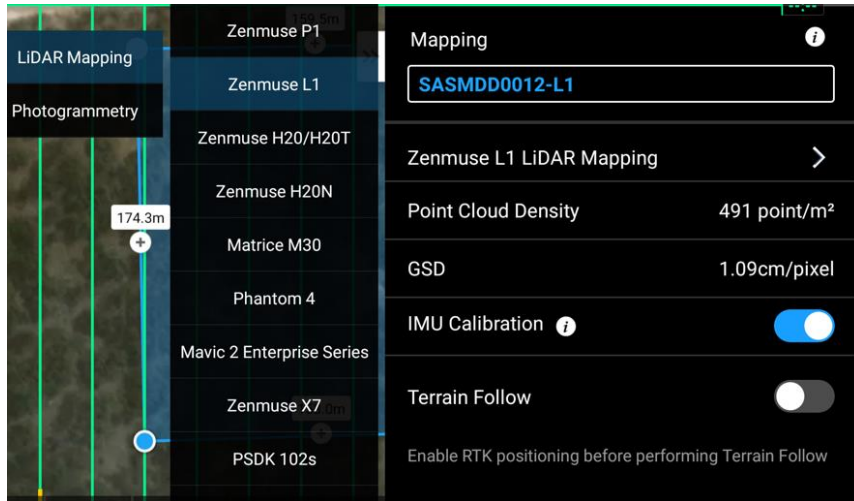 LiDAR Mapping
Photogrammetry
174.3m
159.5m
Zenmuse P1
Zenmuse L1
Zenmuse H20/H20T
Zenmuse H20N
Matrice M30
Phantom 4
Mavic 2 Enterprise Series
Zenmuse X7
PSDK 102s
Mapping
SASMDD0012-L1
Zenmuse L1 LiDAR Mapping
Point Cloud Density 491 point/m²
GSD 1.09cm/pixel
IMU Calibration
Terrain Follow
Enable RTK positioning before performing Terrain Follow